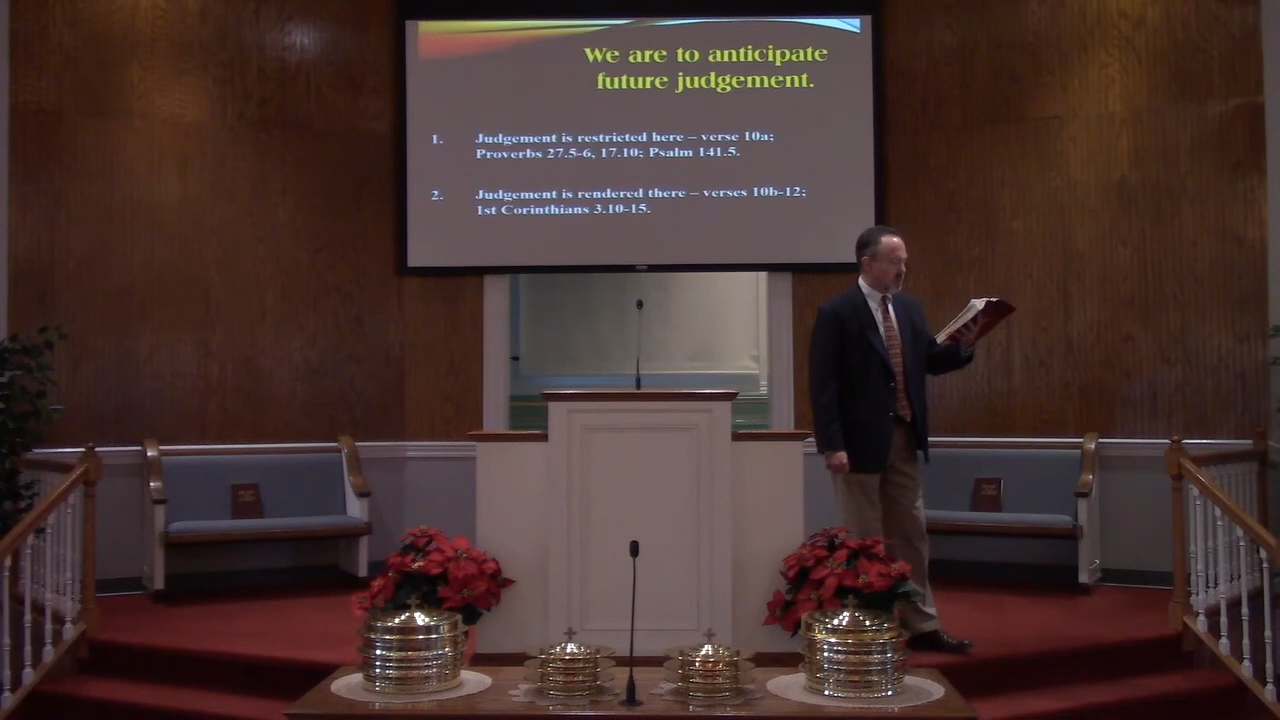 We are to anticipate
future judgement.
1. Judgement is restricted here – verse 10a;
Proverbs 27.5-6, 17.10; Psalm 141.5.
2. Judgement is rendered there – verses 10b-12;
1st Corinthians 3.10-15.